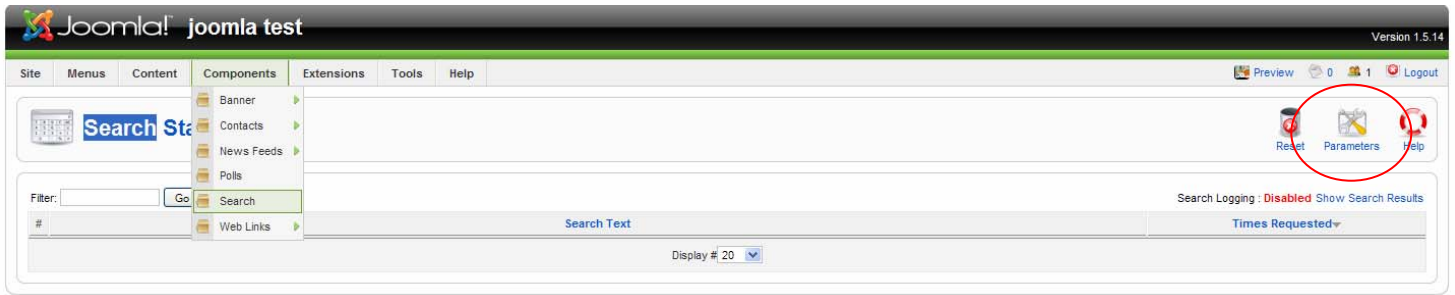 Joomla! joomla test
Version 1.5.14
Site Menus Content Components Extensions Tools Help Preview 0 1 Logout
Banner
Contacts
News Feeds
Polls
Search
Web Links
Search Sta
Reset Parameters Help
Filter: Go
Search Logging : Disabled Show Search Results
# Search Text Times Requested
Display # 20